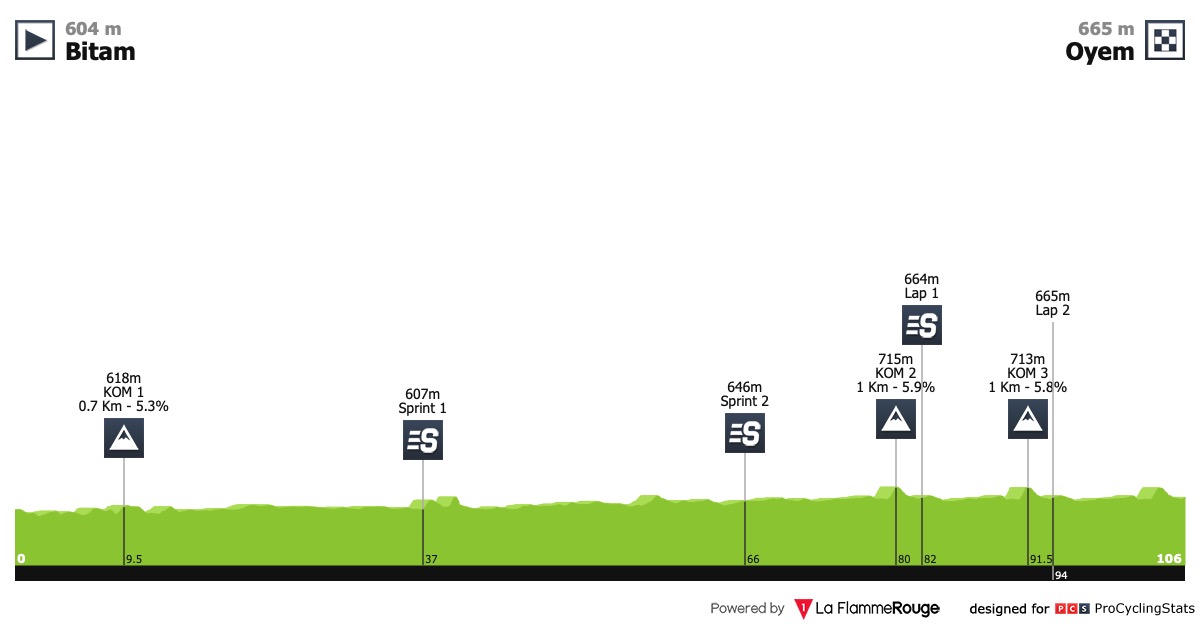 604 m
Bitam
665 m
Oyem
664m
Lap 1
665m
Lap 2
618m
KOM 1
0.7 Km - 5.3%
607m
Sprint 1
646m
Sprint 2
715m
KOM 2
1 Km - 5.9%
713m
KOM 3
1 Km - 5.8%
0
9.5
37
66
80
82
91.5
106
94
Powered by 1 La FlammeRouge
designed for PCS ProCyclingStats